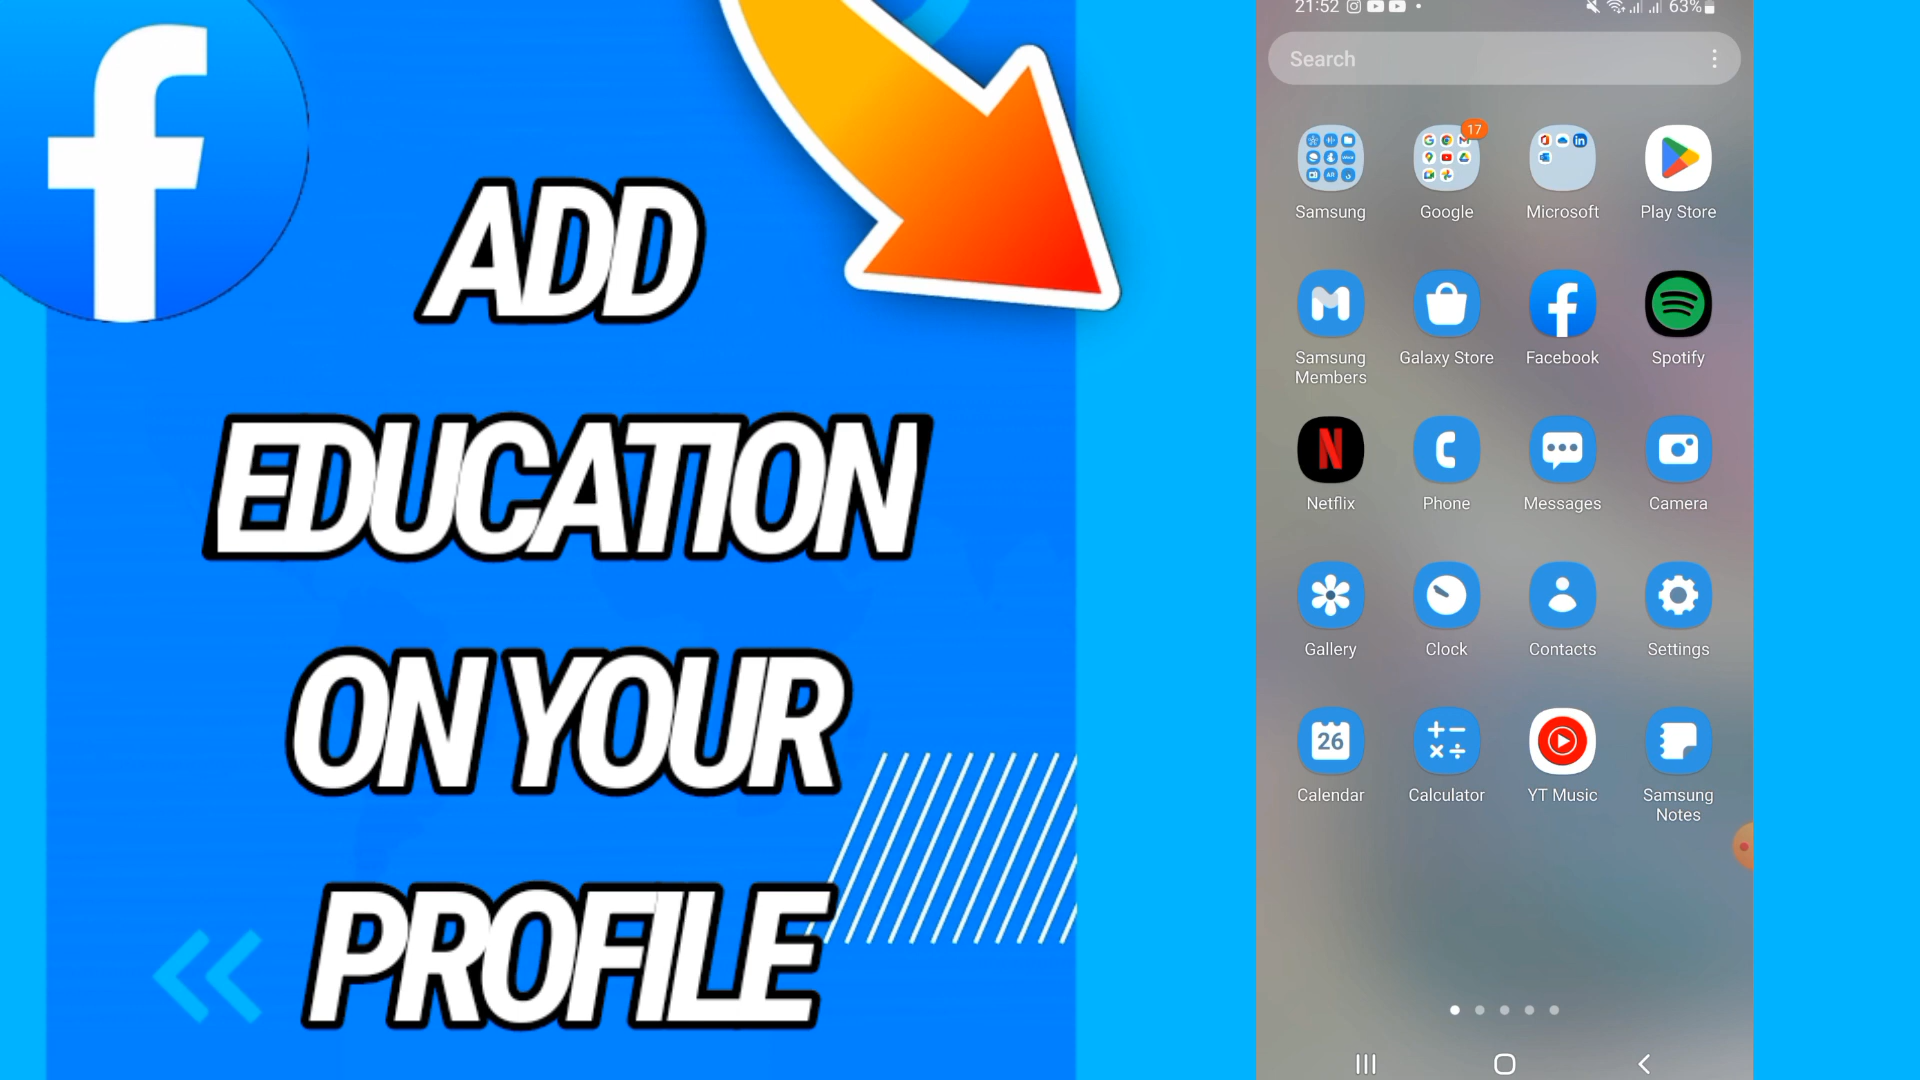 ADD
EDUCATION
ON YOUR
PROFILE
21:52 63%
Search
17
Samsung Google Microsoft Play Store
Samsung Members Galaxy Store Facebook Spotify
Netflix Phone Messages Camera
Gallery Clock Contacts Settings
26
Calendar Calculator YT Music Samsung Notes